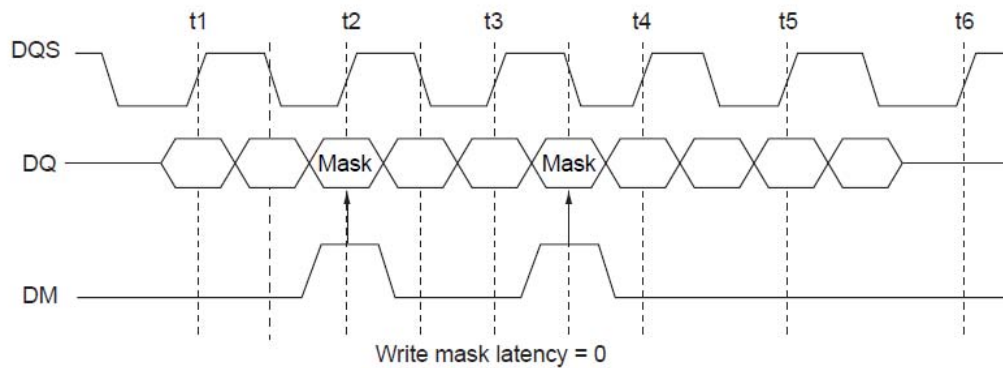 t1 t2 t3 t4 t5 t6
DQS
DQ Mask Mask
DM
Write mask latency = 0